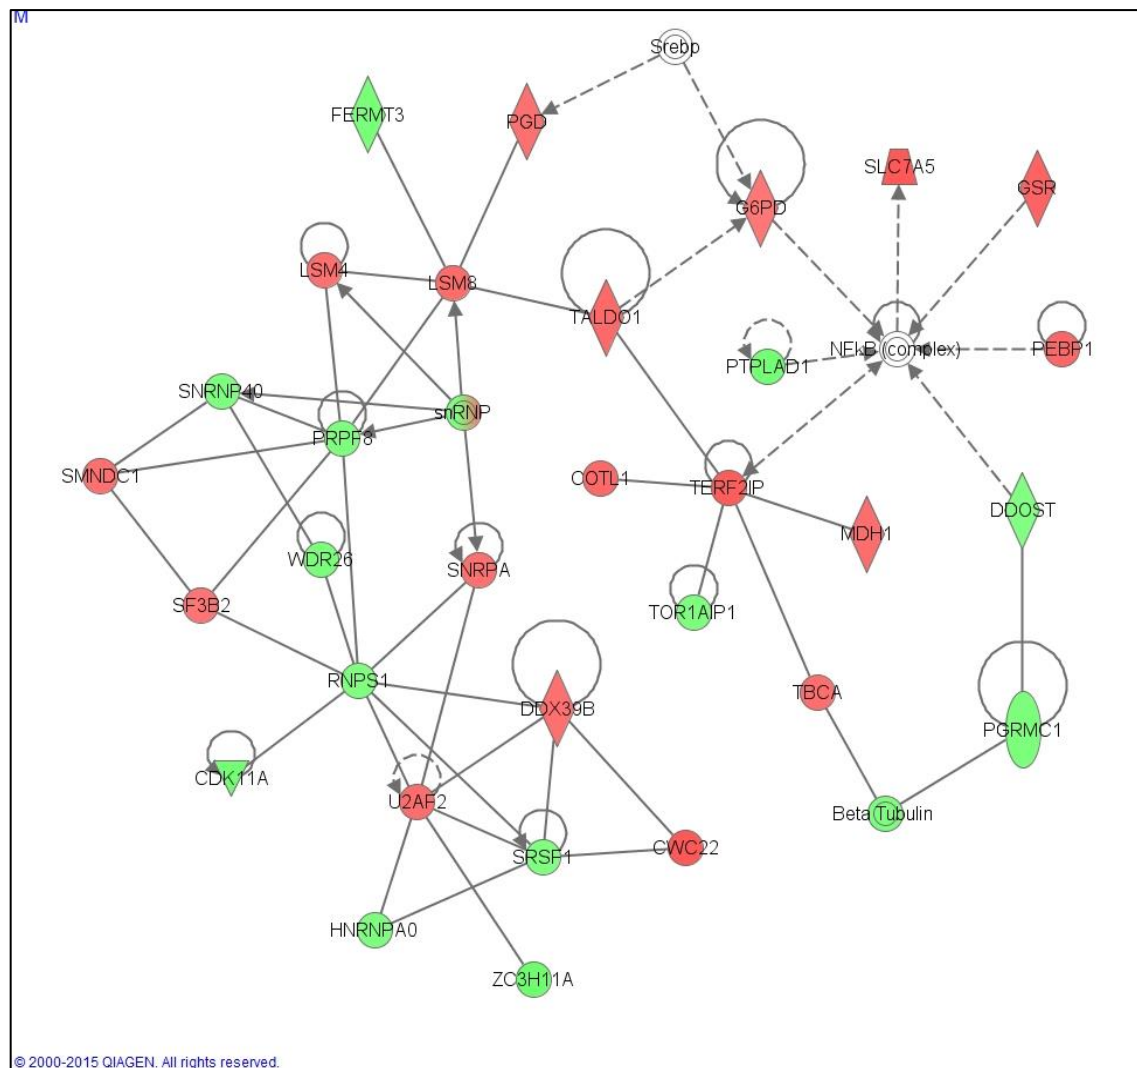 M
Srebp
FERMT3
PGD
SLC7A5
GSR
G6PD
LSM4
LSM8
TALDO1
NFkB (complex)
PEBP1
PTPLAD1
SNRNP40
snRNP
PRPF8
SMNDC1
COTL1
TERF2IP
DDOST
MDH1
WDR26
SNRPA
SF3B2
TOR1AIP1
RNPS1
TBCA
DDX39B
PGRMC1
CDK11A
U2AF2
Beta Tubulin
SRSF1
CWC22
HNRNPA0
ZC3H11A
© 2000-2015 QIAGEN. All rights reserved.